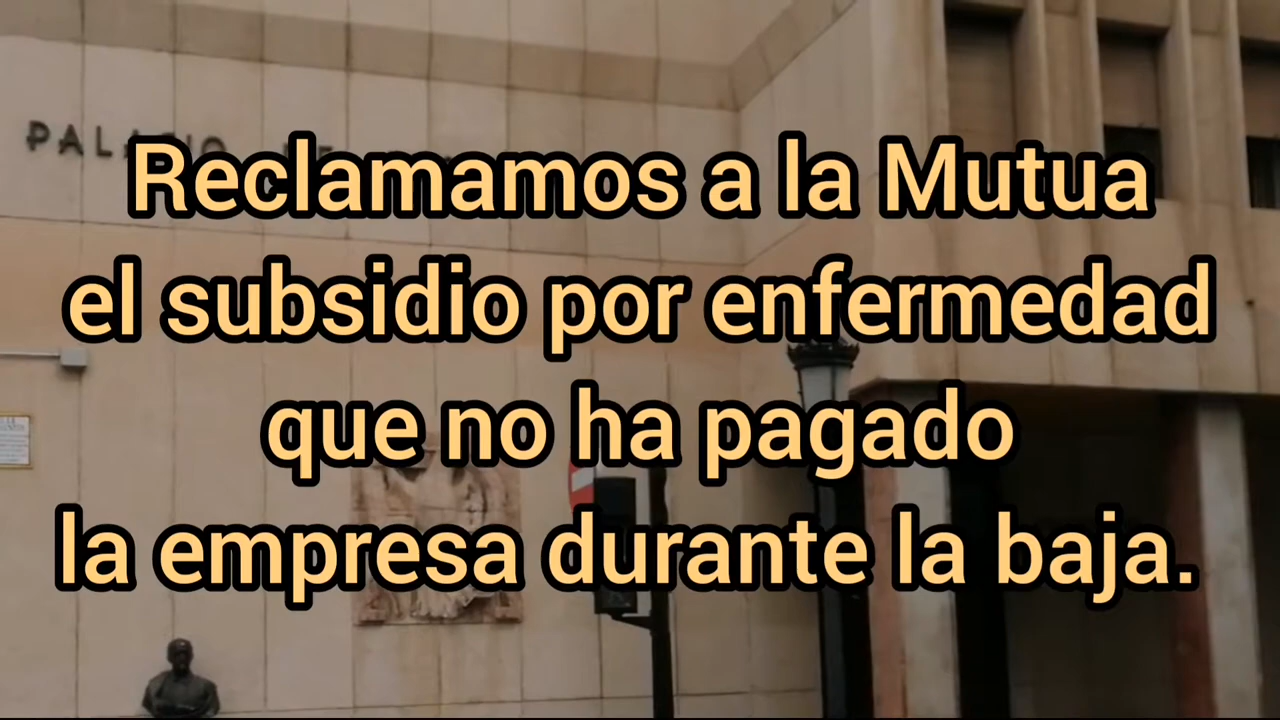 Reclamamos a la Mutua
el subsidio por enfermedad
que no ha pagado
la empresa durante la baja.